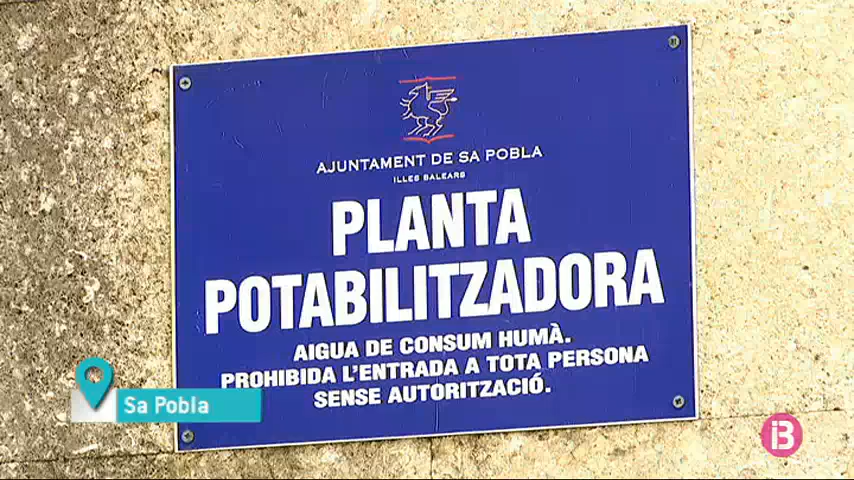 AJUNTAMENT DE SA POBLA
ILLES BALEARS
PLANTA
POTABILITZADORA
AIGUA DE CONSUM HUMÀ.
PROHIBIDA L'ENTRADA A TOTA PERSONA
SENSE AUTORITZACIÓ.
Sa Pobla
IB